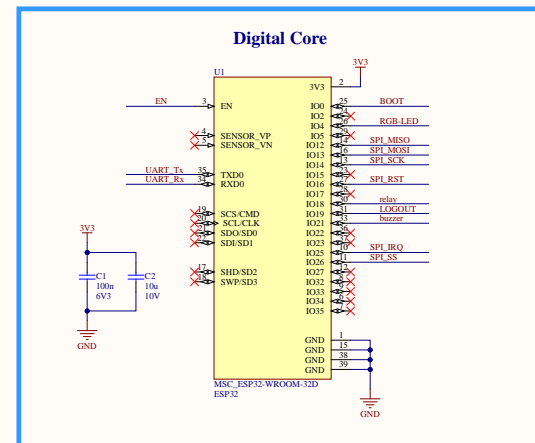 Digital Core
3V3
U1
3V3 2
EN 3 EN
IO0 25 BOOT
IO2 24
IO4 26 RGB-LED
SENSOR_VP 4
IO5 29
SENSOR_VN 5
IO12 14 SPI_MISO
IO13 16 SPI_MOSI
IO14 13 SPI_SCK
UART_Tx 35 TXD0
IO15 23
UART_Rx 34 RXD0
IO16 27 SPI_RST
IO17 28
IO18 30 relay
19 SCS/CMD
IO19 31 LOGOUT
20 SCL/CLK
IO21 33 buzzer
21 SDO/SD0
IO22 36
22 SDI/SD1
IO23 37
3V3
IO25 10 SPI_IRQ
IO26 11 SPI_SS
17 SHD/SD2
IO27 12
C1
C2
18 SWP/SD3
IO32 8
100n
10u
IO33 9
6V3
10V
IO34 6
IO35 7
GND 1
GND 15
GND
GND 38
GND 39
MSC_ESP32-WROOM-32D
ESP32
GND